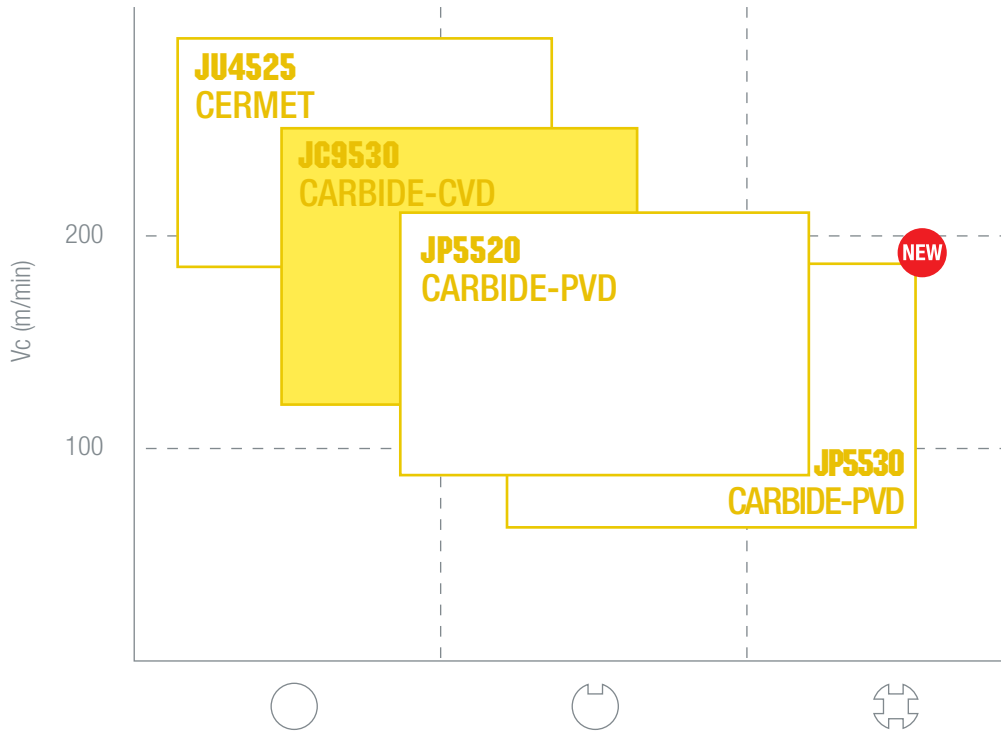 JU4525
CERMET
JC9530
CARBIDE-CVD
200
JP5520
CARBIDE-PVD
NEW
Vc (m/min)
100
JP5530
CARBIDE-PVD